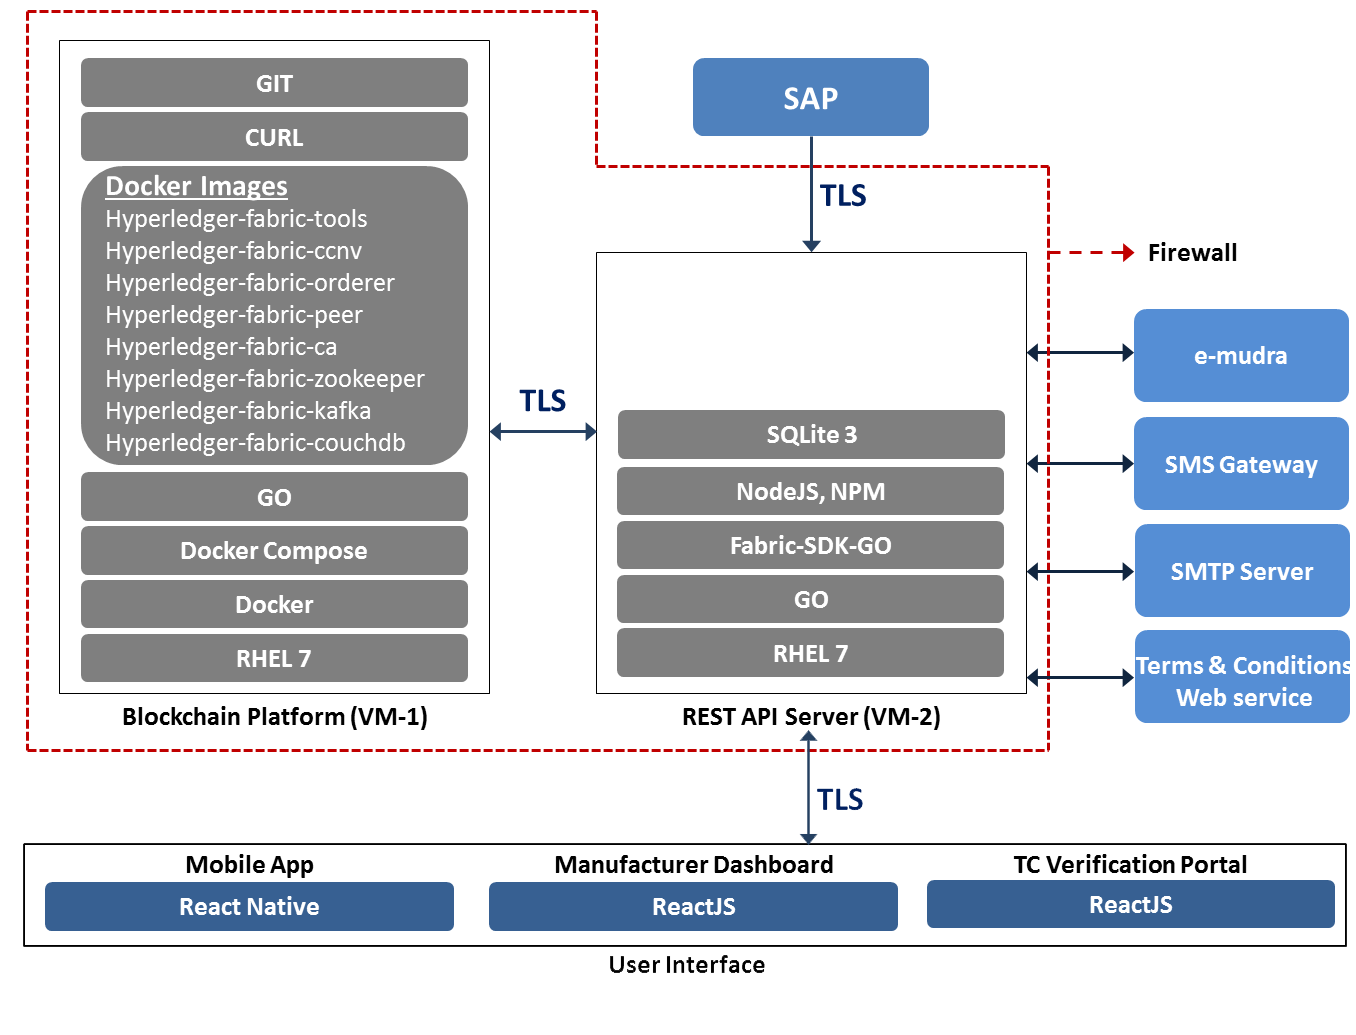 GIT
CURL
Docker Images
Hyperledger-fabric-tools
Hyperledger-fabric-ccnv
Hyperledger-fabric-orderer
Hyperledger-fabric-peer
Hyperledger-fabric-ca
Hyperledger-fabric-zookeeper
Hyperledger-fabric-kafka
Hyperledger-fabric-couchdb
GO
Docker Compose
Docker
RHEL 7
Blockchain Platform (VM-1)
TLS
SAP
TLS
SQLite 3
NodeJS, NPM
Fabric-SDK-GO
GO
RHEL 7
REST API Server (VM-2)
Firewall
e-mudra
SMS Gateway
SMTP Server
Terms & Conditions
Web service
TLS
Mobile App
React Native
Manufacturer Dashboard
ReactJS
TC Verification Portal
ReactJS
User Interface